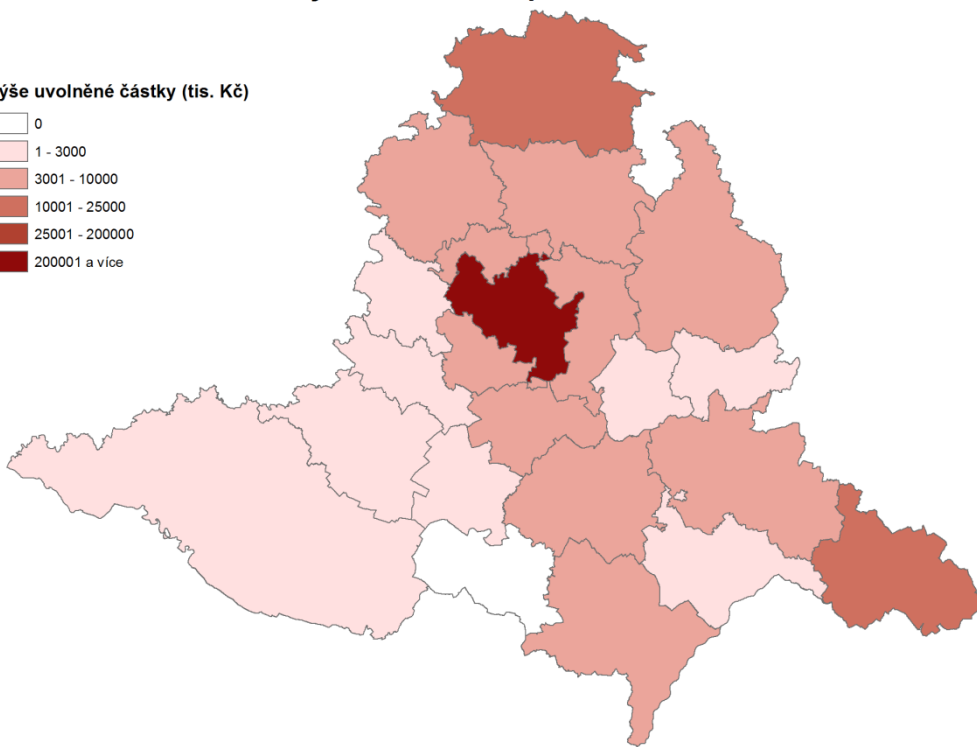 ýše uvolněné částky (tis. Kč)
0
1 - 3000
3001 - 10000
10001 - 25000
25001 - 200000
200001 a více